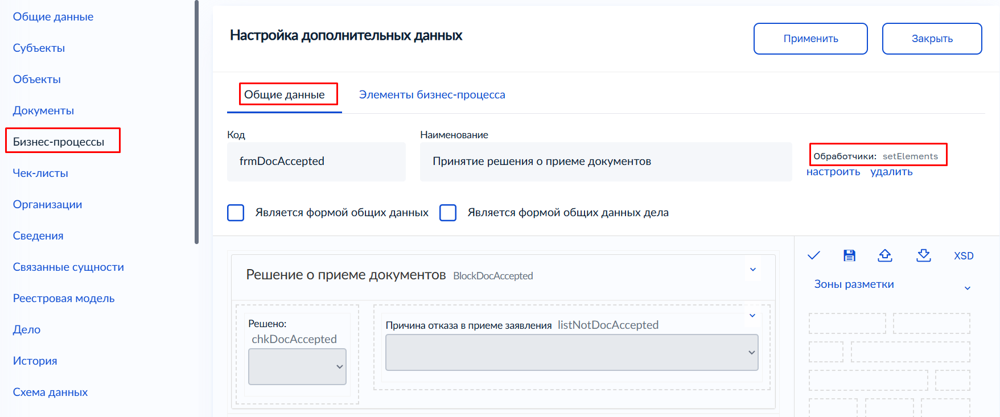 Общие данные
Субъекты
Объекты
Документы
Бизнес-процессы
Чек-листы
Организации
Сведения
Связанные сущности
Реестровая модель
Дело
История
Схема данных
Настройка дополнительных данных
Применить
Закрыть
Общие данные
Элементы бизнес-процесса
Код
Наименование
frmDocAccepted
Принятие решения о приеме документов
Обработчики: setElements
настроить удалить
Является формой общих данных
Является формой общих данных дела
Решение о приеме документов BlockDocAccepted
Решено:
chkDocAccepted
Причина отказа в приеме заявления listNotDocAccepted
XSD
Зоны разметки